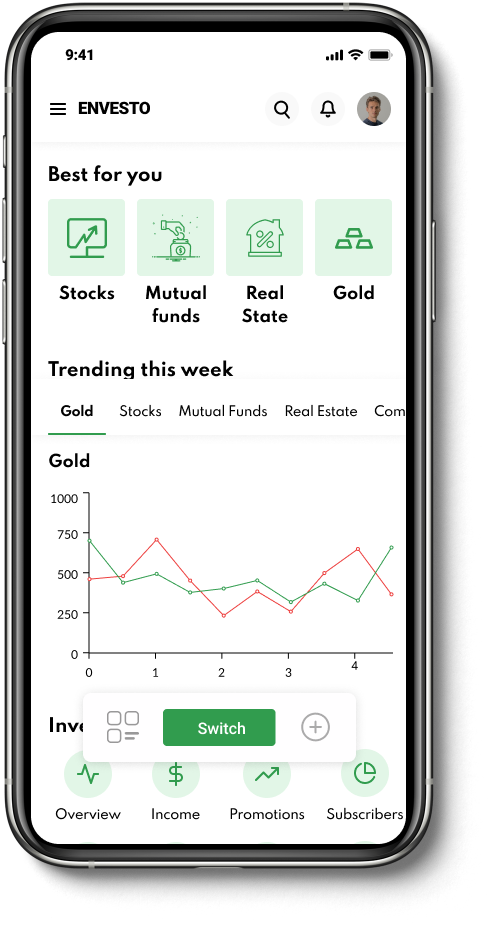 9:41
ENVESTO
Best for you
Stocks
Mutual funds
Real State
Gold
Trending this week
Gold Stocks Mutual Funds Real Estate Com
Gold
1000
750
500
250
0
0 1 2 3 4
Inve
Switch
Overview Income Promotions Subscribers